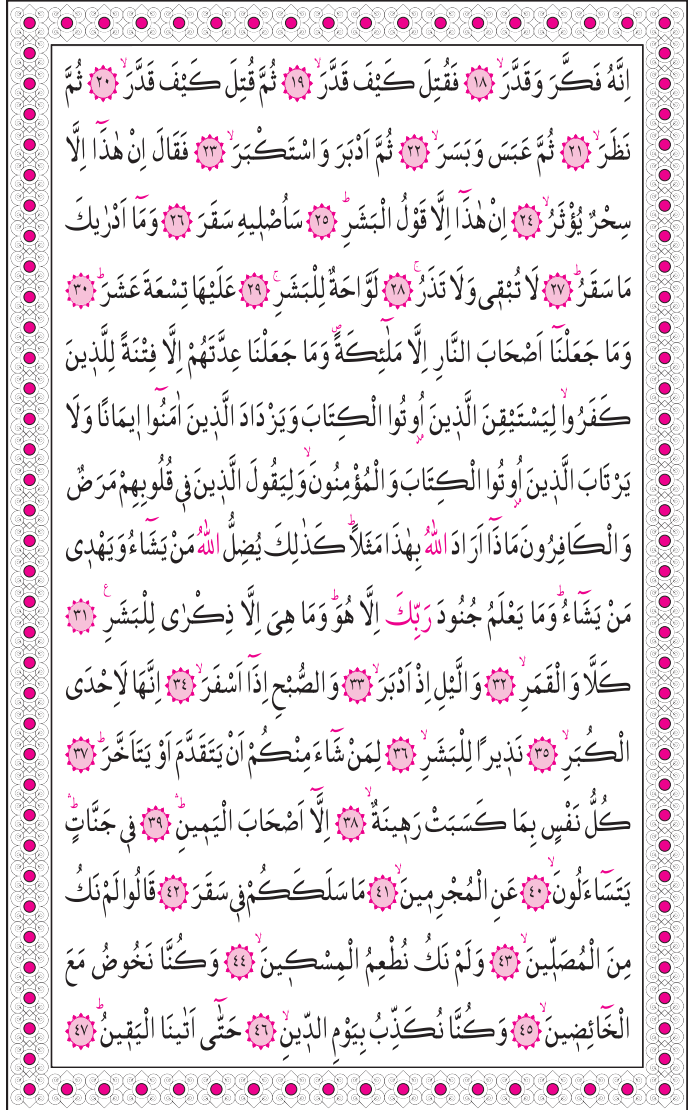 اِنَّهُ فَكَّرَ وَقَدَّرَۙ ﴿١٨﴾ فَقُتِلَ كَيْفَ قَدَّرَۙ ﴿١٩﴾ ثُمَّ قُتِلَ كَيْفَ قَدَّرَۙ ﴿٢٠﴾ ثُمَّ
نَظَرَۙ ﴿٢١﴾ ثُمَّ عَبَسَ وَبَسَرَۙ ﴿٢٢﴾ ثُمَّ اَدْبَرَ وَاسْتَكْبَرَۙ ﴿٢٣﴾ فَقَالَ اِنْ هٰذَٓا اِلَّا
سِحْرٌ يُؤْثَرُۙ ﴿٢٤﴾ اِنْ هٰذَٓا اِلَّا قَوْلُ الْبَشَرِۜ ﴿٢٥﴾ سَاُصْلٖيهِ سَقَرَ ﴿٢٦﴾ وَمَٓا اَدْرٰيكَ
مَا سَقَرُۜ ﴿٢٧﴾ لَا تُبْقٖى وَلَا تَذَرُۚ ﴿٢٨﴾ لَوَّاحَةٌ لِلْبَشَرِۚ ﴿٢٩﴾ عَلَيْهَا تِسْعَةَ عَشَرَۜ ﴿٣٠﴾
وَمَا جَعَلْنَٓا اَصْحَابَ النَّارِ اِلَّا مَلٰٓئِكَةًۖ وَمَا جَعَلْنَا عِدَّتَهُمْ اِلَّا فِتْنَةً لِلَّذٖينَ
كَفَرُواۙ لِيَسْتَيْقِنَ الَّذٖينَ اُو۫تُوا الْكِتَابَ وَيَزْدَادَ الَّذٖينَ اٰمَنُٓوا اٖيمَانًا وَلَا
يَرْتَابَ الَّذٖينَ اُو۫تُوا الْكِتَابَ وَالْمُؤْمِنُونَۙ وَلِيَقُولَ الَّذٖينَ فٖى قُلُوبِهِمْ مَرَضٌ
وَالْكَافِرُونَ مَاذَٓا اَرَادَ اللّٰهُ بِهٰذَا مَثَلًاۜ كَذٰلِكَ يُضِلُّ اللّٰهُ مَنْ يَشَٓاءُ وَيَهْدٖى
مَنْ يَشَٓاءُۜ وَمَا يَعْلَمُ جُنُودَ رَبِّكَ اِلَّا هُوَۜ وَمَا هِىَ اِلَّا ذِكْرٰى لِلْبَشَرِࣖ ﴿٣١﴾
كَلَّا وَالْقَمَرِۙ ﴿٣٢﴾ وَالَّيْلِ اِذْ اَدْبَرَۙ ﴿٣٣﴾ وَالصُّبْحِ اِذَٓا اَسْفَرَۙ ﴿٣٤﴾ اِنَّهَا لَاِحْدَى
الْكُبَرِۙ ﴿٣٥﴾ نَذٖيرًا لِلْبَشَرِۙ ﴿٣٦﴾ لِمَنْ شَٓاءَ مِنْكُمْ اَنْ يَتَقَدَّمَ اَوْ يَتَاَخَّرَۜ ﴿٣٧﴾
كُلُّ نَفْسٍ بِمَا كَسَبَتْ رَهٖينَةٌۙ ﴿٣٨﴾ اِلَّٓا اَصْحَابَ الْيَمٖينِۜۛ ﴿٣٩﴾ فٖى جَنَّاتٍۜۛ
يَتَسَٓاءَلُونَۙ ﴿٤٠﴾ عَنِ الْمُجْرِمٖينَۙ ﴿٤١﴾ مَا سَلَكَكُمْ فٖى سَقَرَ ﴿٤٢﴾ قَالُوا لَمْ نَكُ
مِنَ الْمُصَلّٖينَۙ ﴿٤٣﴾ وَلَمْ نَكُ نُطْعِمُ الْمِسْكٖينَۙ ﴿٤٤﴾ وَكُنَّا نَخُوضُ مَعَ
الْخَٓائِضٖينَۙ ﴿٤٥﴾ وَكُنَّا نُكَذِّبُ بِيَوْمِ الدّٖينِۙ ﴿٤٦﴾ حَتّٰٓى اَتٰينَا الْيَقٖينُۜ ﴿٤٧﴾